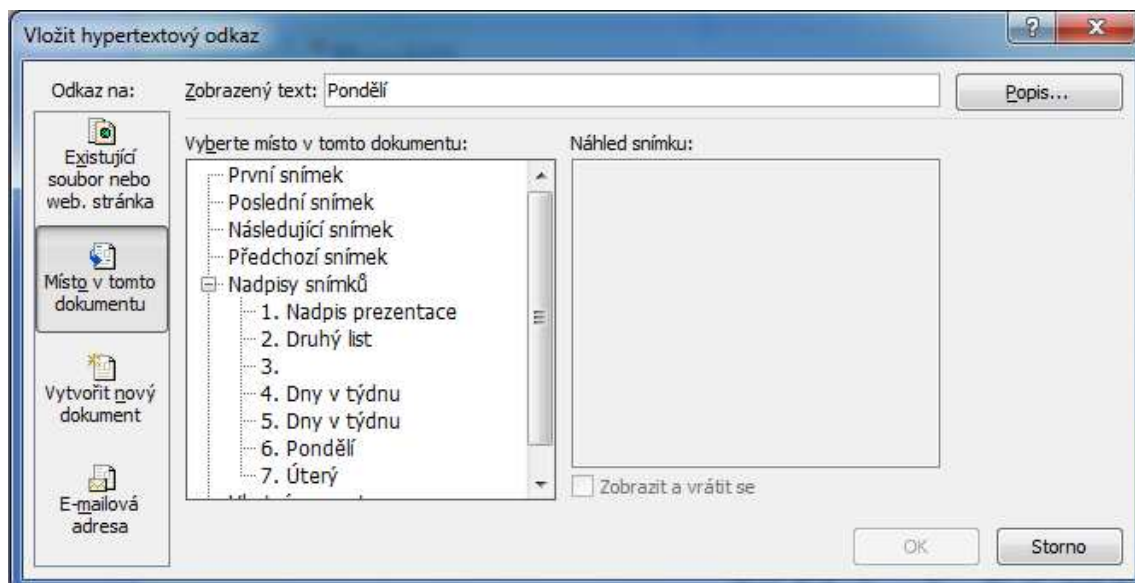 Vložit hypertextový odkaz
Odkaz na:
Zobrazený text: Pondělí
Popis...
Existující
soubor nebo
web. stránka
Místo v tomto
dokumentu
Vytvořit nový
dokument
E-mailová
adresa
Vyberte místo v tomto dokumentu:
První snímek
Poslední snímek
Následující snímek
Předchozí snímek
Nadpisy snímků
1. Nadpis prezentace
2. Druhý list
3.
4. Dny v týdnu
5. Dny v týdnu
6. Pondělí
7. Úterý
Náhled snímku:
Zobrazit a vrátit se
OK
Storno